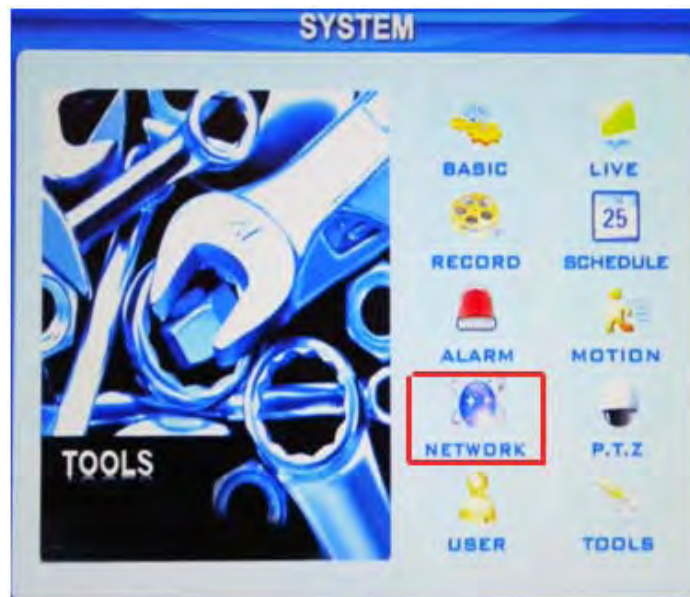 SYSTEM
BASIC
LIVE
25
RECORD
SCHEDULE
ALARM
MOTION
NETWORK
P.T.Z
TOOLS
USER
TOOLS